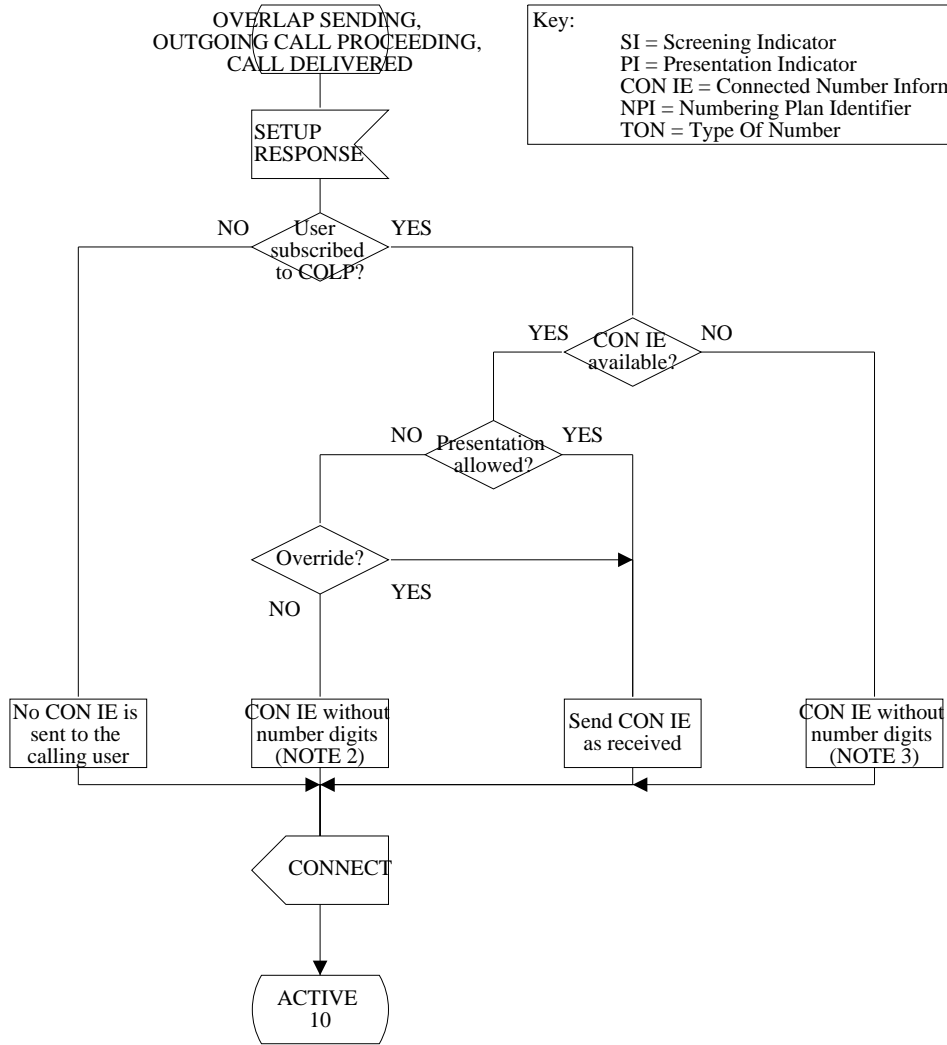 OVERLAP SENDING,
OUTGOING CALL PROCEEDING,
CALL DELIVERED
Key:
SI = Screening Indicator
PI = Presentation Indicator
CON IE = Connected Number Inform
NPI = Numbering Plan Identifier
TON = Type Of Number
SETUP
RESPONSE
NO
User
subscribed
to COLP?
YES
YES
CON IE
available?
NO
NO
Presentation
allowed?
YES
Override?
YES
NO
No CON IE is
sent to the
calling user
CON IE without
number digits
(NOTE 2)
Send CON IE
as received
CON IE without
number digits
(NOTE 3)
CONNECT
ACTIVE
10